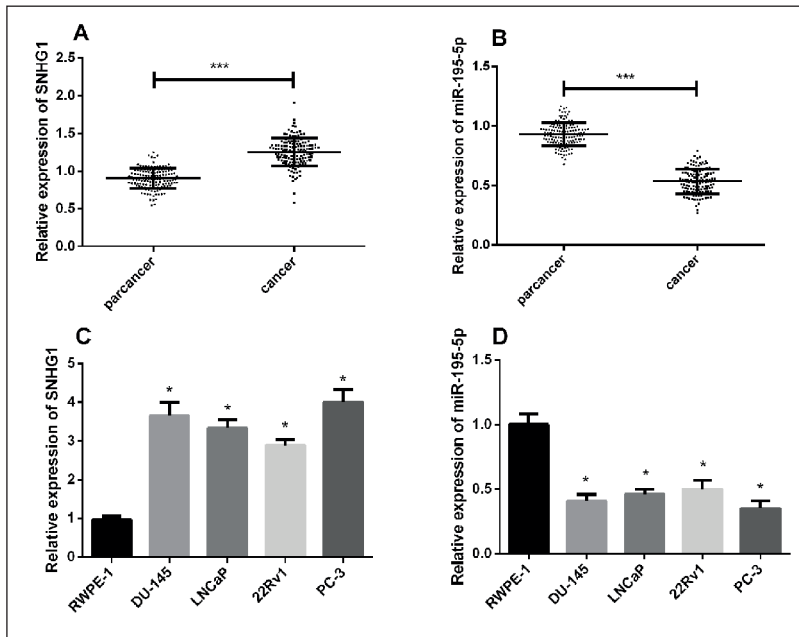 A
Relative expression of SNHG1
2.5
2.0
1.5
1.0
0.5
0.0
***
parcancer
cancer
B
Relative expression of miR-195-5p
1.5
1.0
0.5
0.0
***
parcancer
cancer
C
Relative expression of SNHG1
5
4
3
2
1
0
*
*
*
*
RWPE-1
DU-145
LNCaP
22Rv1
PC-3
D
Relative expression of miR-195-5p
1.5
1.0
0.5
0.0
*
*
*
*
RWPE-1
DU-145
LNCaP
22Rv1
PC-3